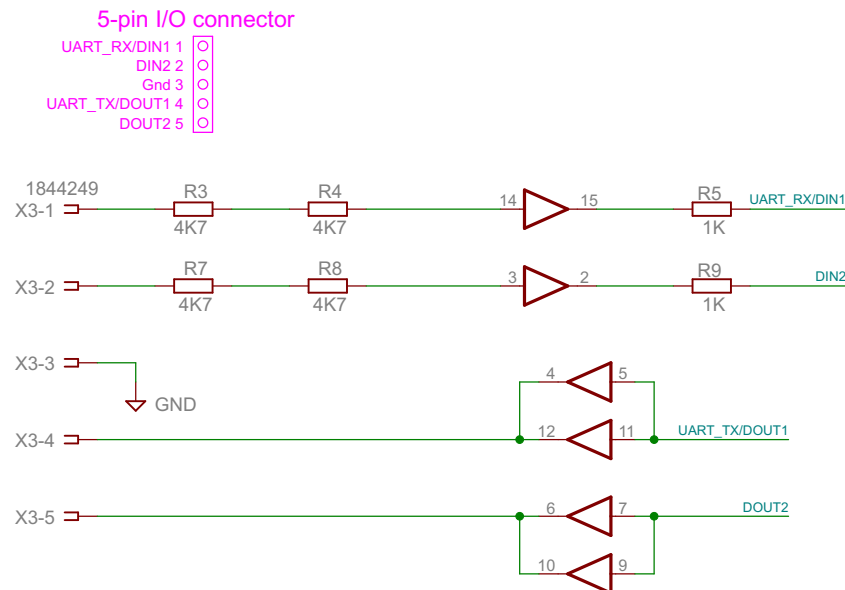 5-pin I/O connector
UART_RX/DIN1 1
DIN2 2
Gnd 3
UART_TX/DOUT1 4
DOUT2 5
1844249
X3-1 R3 R4 14 15 R5 UART_RX/DIN1
4K7 4K7 1K
X3-2 R7 R8 3 2 R9 DIN2
4K7 4K7 1K
X3-3 4 5
GND
X3-4 12 11 UART_TX/DOUT1
X3-5 6 7 DOUT2
10 9